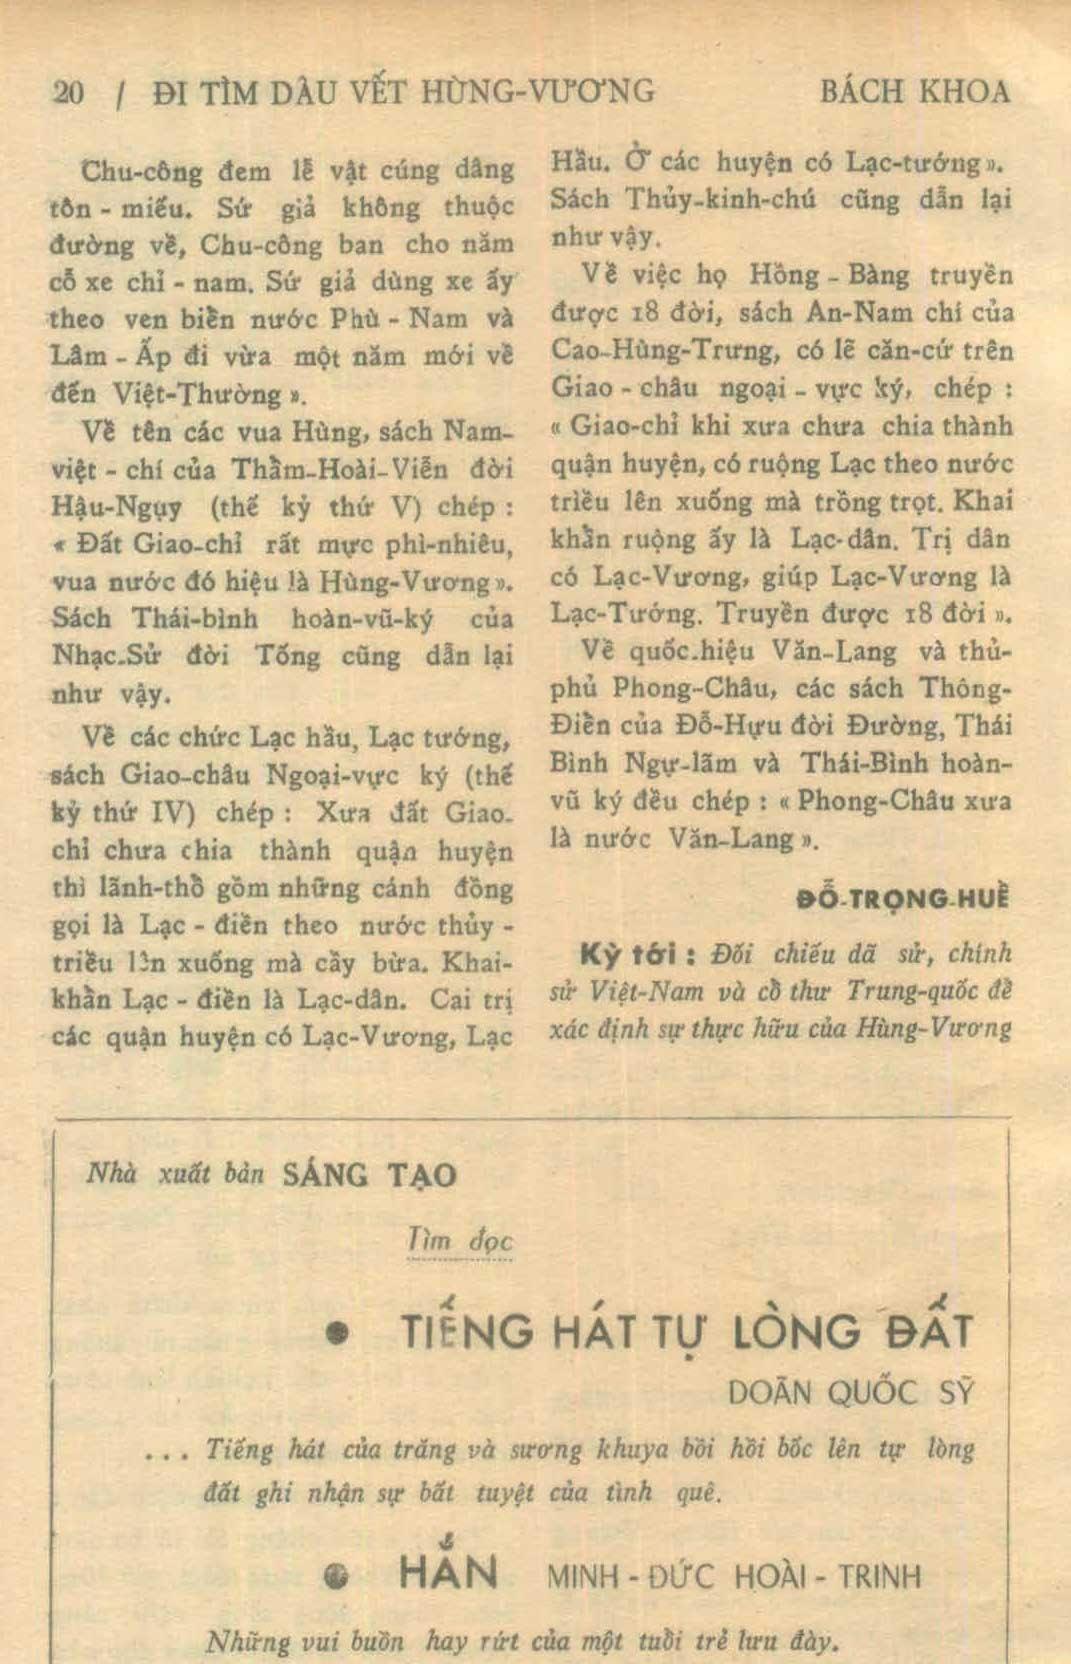 20 / ĐI TÌM DẤU VẾT HÙNG-VƯƠNG BÁCH KHOA
Chu-công đem lễ vật cúng dâng
tôn - miếu. Sứ giả không thuộc
đường về, Chu-công ban cho năm
cỗ xe chỉ - nam. Sứ giả dùng xe ấy
theo ven biển nước Phù - Nam và
Lâm - Ấp đi vừa một năm mới về
đến Việt-Thường ».
Về tên các vua Hùng, sách Nam-
việt - chí của Thẩm-Hoài-Viễn đời
Hậu-Ngụy (thế kỷ thứ V) chép :
« Đất Giao-chỉ rất mực phì-nhiêu,
vua nước đó hiệu là Hùng-Vương ».
Sách Thái-bình hoàn-vũ-ký của
Nhạc-Sử đời Tống cũng dẫn lại
như vậy.
Về các chức Lạc hầu, Lạc tướng,
sách Giao-châu Ngoại-vực ký (thế
kỷ thứ IV) chép : Xưa đất Giao-
chỉ chưa chia thành quận huyện
thì lãnh-thổ gồm những cánh đồng
gọi là Lạc - điền theo nước thủy -
triều lên xuống mà cầy bừa. Khai-
khẩn Lạc - điền là Lạc-dân. Cai trị
các quận huyện có Lạc-Vương, Lạc
Hầu. Ở các huyện có Lạc-tướng ».
Sách Thủy-kinh-chú cũng dẫn lại
như vậy.
Về việc họ Hồng - Bàng truyền
được 18 đời, sách An-Nam chí của
Cao-Hùng-Trưng, có lẽ căn-cứ trên
Giao - châu ngoại - vực ký, chép :
« Giao-chỉ khi xưa chưa chia thành
quận huyện, có ruộng Lạc theo nước
triều lên xuống mà trồng trọt. Khai
khẩn ruộng ấy là Lạc-dân. Trị dân
có Lạc-Vương, giúp Lạc-Vương là
Lạc-Tướng. Truyền được 18 đời ».
Về quốc-hiệu Văn-Lang và thủ-
phủ Phong-Châu, các sách Thông-
Điển của Đỗ-Hựu đời Đường, Thái
Bình Ngự-lãm và Thái-Bình hoàn-
vũ ký đều chép : « Phong-Châu xưa
là nước Văn-Lang ».
ĐỖ-TRỌNG-HUỀ
Kỳ tới : Đối chiếu dã sử, chính
sử Việt-Nam và cổ thư Trung-quốc để
xác định sự thực hữu của Hùng-Vương
Nhà xuất bản SÁNG TẠO
Tìm đọc
● TIẾNG HÁT TỰ LÒNG ĐẤT
DOÃN QUỐC SỸ
... Tiếng hát của trăng và sương khuya bồi hồi bốc lên tự lòng
đất ghi nhận sự bất tuyệt của tình quê.
● HẮN MINH - ĐỨC HOÀI - TRINH
Những vui buồn hay rứt của một tuổi trẻ lưu đày.